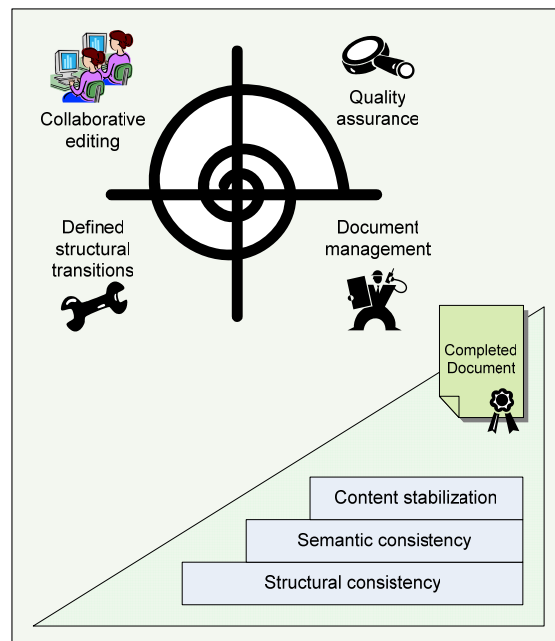 Collaborative
editing
Quality
assurance
Defined
structural
transitions
Document
management
Completed
Document
Content stabilization
Semantic consistency
Structural consistency